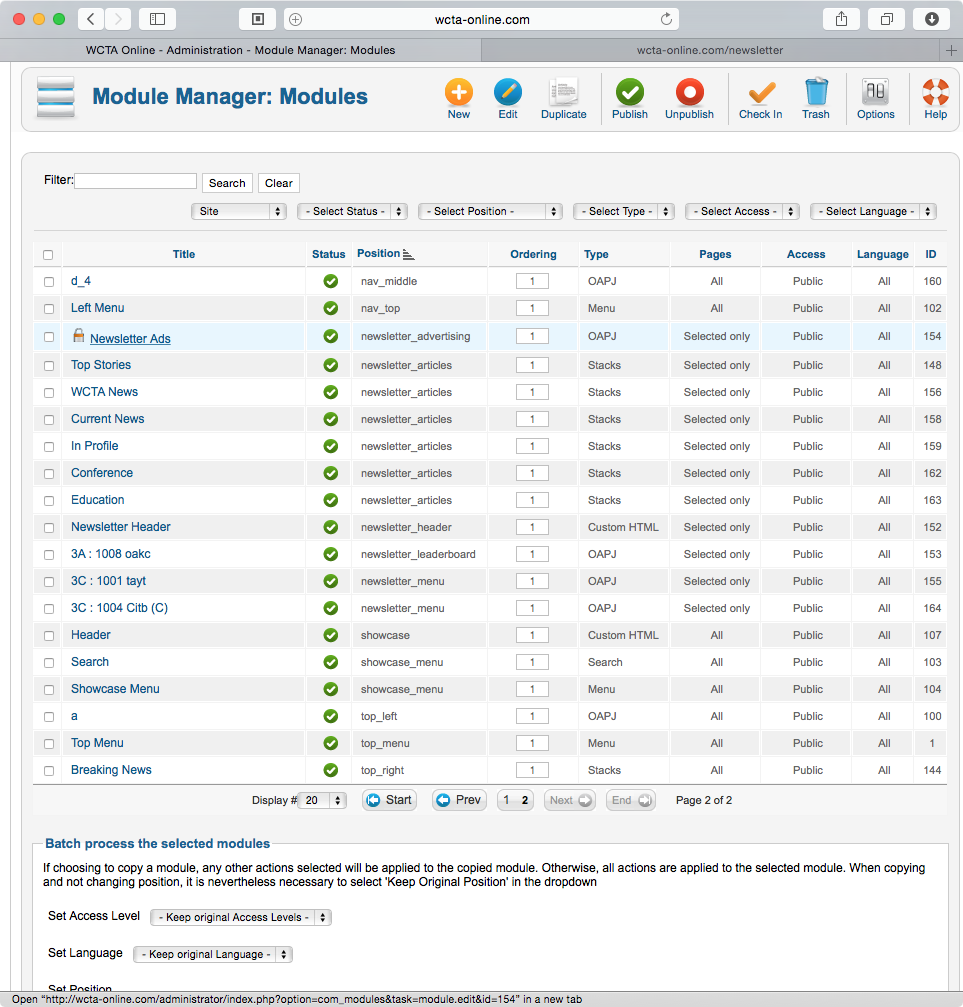 wcta-online.com
WCTA Online - Administration - Module Manager: Modules
wcta-online.com/newsletter
Module Manager: Modules
New Edit Duplicate Publish Unpublish Check In Trash Options Help
Filter: Search Clear
Site - Select Status - - Select Position - - Select Type - - Select Access - - Select Language -
Title Status Position Ordering Type Pages Access Language ID
d_4 nav_middle 1 OAPJ All Public All 160
Left Menu nav_top 1 Menu All Public All 102
Newsletter Ads newsletter_advertising 1 OAPJ Selected only Public All 154
Top Stories newsletter_articles 1 Stacks Selected only Public All 148
WCTA News newsletter_articles 1 Stacks Selected only Public All 156
Current News newsletter_articles 1 Stacks Selected only Public All 158
In Profile newsletter_articles 1 Stacks Selected only Public All 159
Conference newsletter_articles 1 Stacks Selected only Public All 162
Education newsletter_articles 1 Stacks Selected only Public All 163
Newsletter Header newsletter_header 1 Custom HTML Selected only Public All 152
3A : 1008 oakc newsletter_leaderboard 1 OAPJ Selected only Public All 153
3C : 1001 tayt newsletter_menu 1 OAPJ Selected only Public All 155
3C : 1004 Citb (C) newsletter_menu 1 OAPJ Selected only Public All 164
Header showcase 1 Custom HTML All Public All 107
Search showcase_menu 1 Search All Public All 103
Showcase Menu showcase_menu 1 Menu All Public All 104
a top_left 1 OAPJ All Public All 100
Top Menu top_menu 1 Menu All Public All 1
Breaking News top_right 1 Stacks All Public All 144
Display # 20 Start Prev 1 2 Next End Page 2 of 2
Batch process the selected modules
If choosing to copy a module, any other actions selected will be applied to the copied module. Otherwise, all actions are applied to the selected module. When copying
and not changing position, it is nevertheless necessary to select 'Keep Original Position' in the dropdown
Set Access Level - Keep original Access Levels -
Set Language - Keep original Language -
Set Position
Open “http://wcta-online.com/administrator/index.php?option=com_modules&task=module.edit&id=154” in a new tab